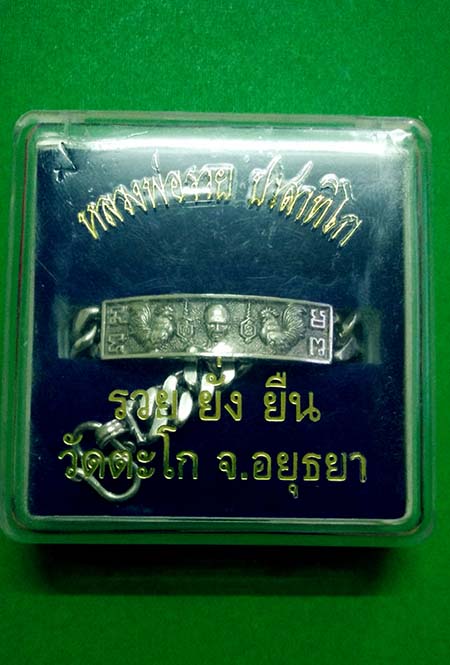 หลวงพ่อรวย ปาสาทิโก
รวย ยั่ง ยืน
วัดตะโก จ.อยุธยา